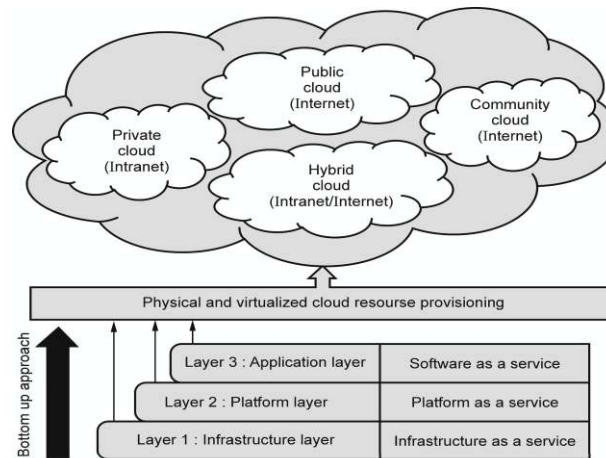 Public
cloud
(Internet)
Community
cloud
(Internet)
Private
cloud
(Intranet)
Hybrid
cloud
(Intranet/Internet)
Physical and virtualized cloud resourse provisioning
Bottom up approach
Layer 3 : Application layer
Software as a service
Layer 2 : Platform layer
Platform as a service
Layer 1 : Infrastructure layer
Infrastructure as a service